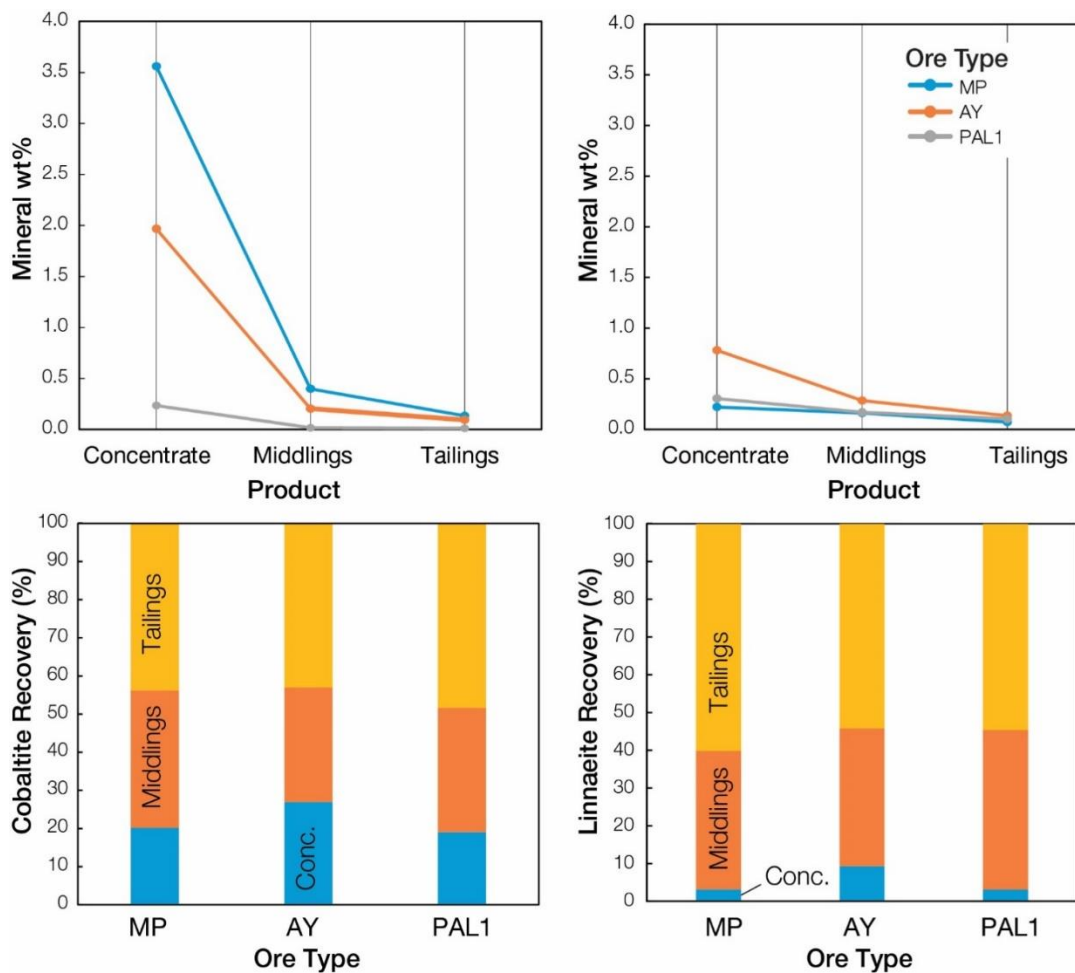 Mineral wt%
4.0
3.5
3.0
2.5
2.0
1.5
1.0
0.5
0.0
Concentrate Middlings Tailings
Product
Mineral wt%
4.0
3.5
3.0
2.5
2.0
1.5
1.0
0.5
0.0
Ore Type
MP
AY
PAL1
Concentrate Middlings Tailings
Product
Cobaltite Recovery (%)
100
90
80
70
60
50
40
30
20
10
0
Tailings
Middlings
Conc.
MP AY PAL1
Ore Type
Linnaeite Recovery (%)
100
90
80
70
60
50
40
30
20
10
0
Tailings
Middlings
Conc.
MP AY PAL1
Ore Type